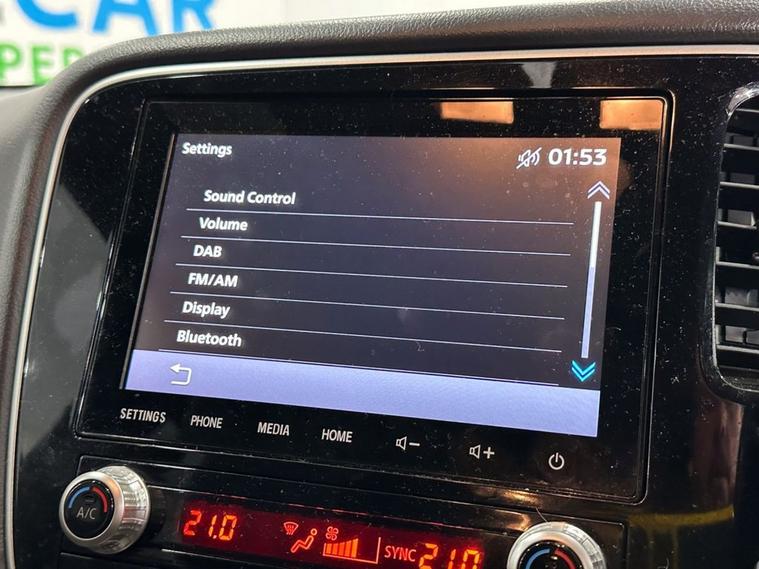 CAR
PER
Settings
01:53
Sound Control
Volume
DAB
FM/AM
Display
Bluetooth
SETTINGS
PHONE
MEDIA
HOME
A/C
21.0
SYNC
21.0